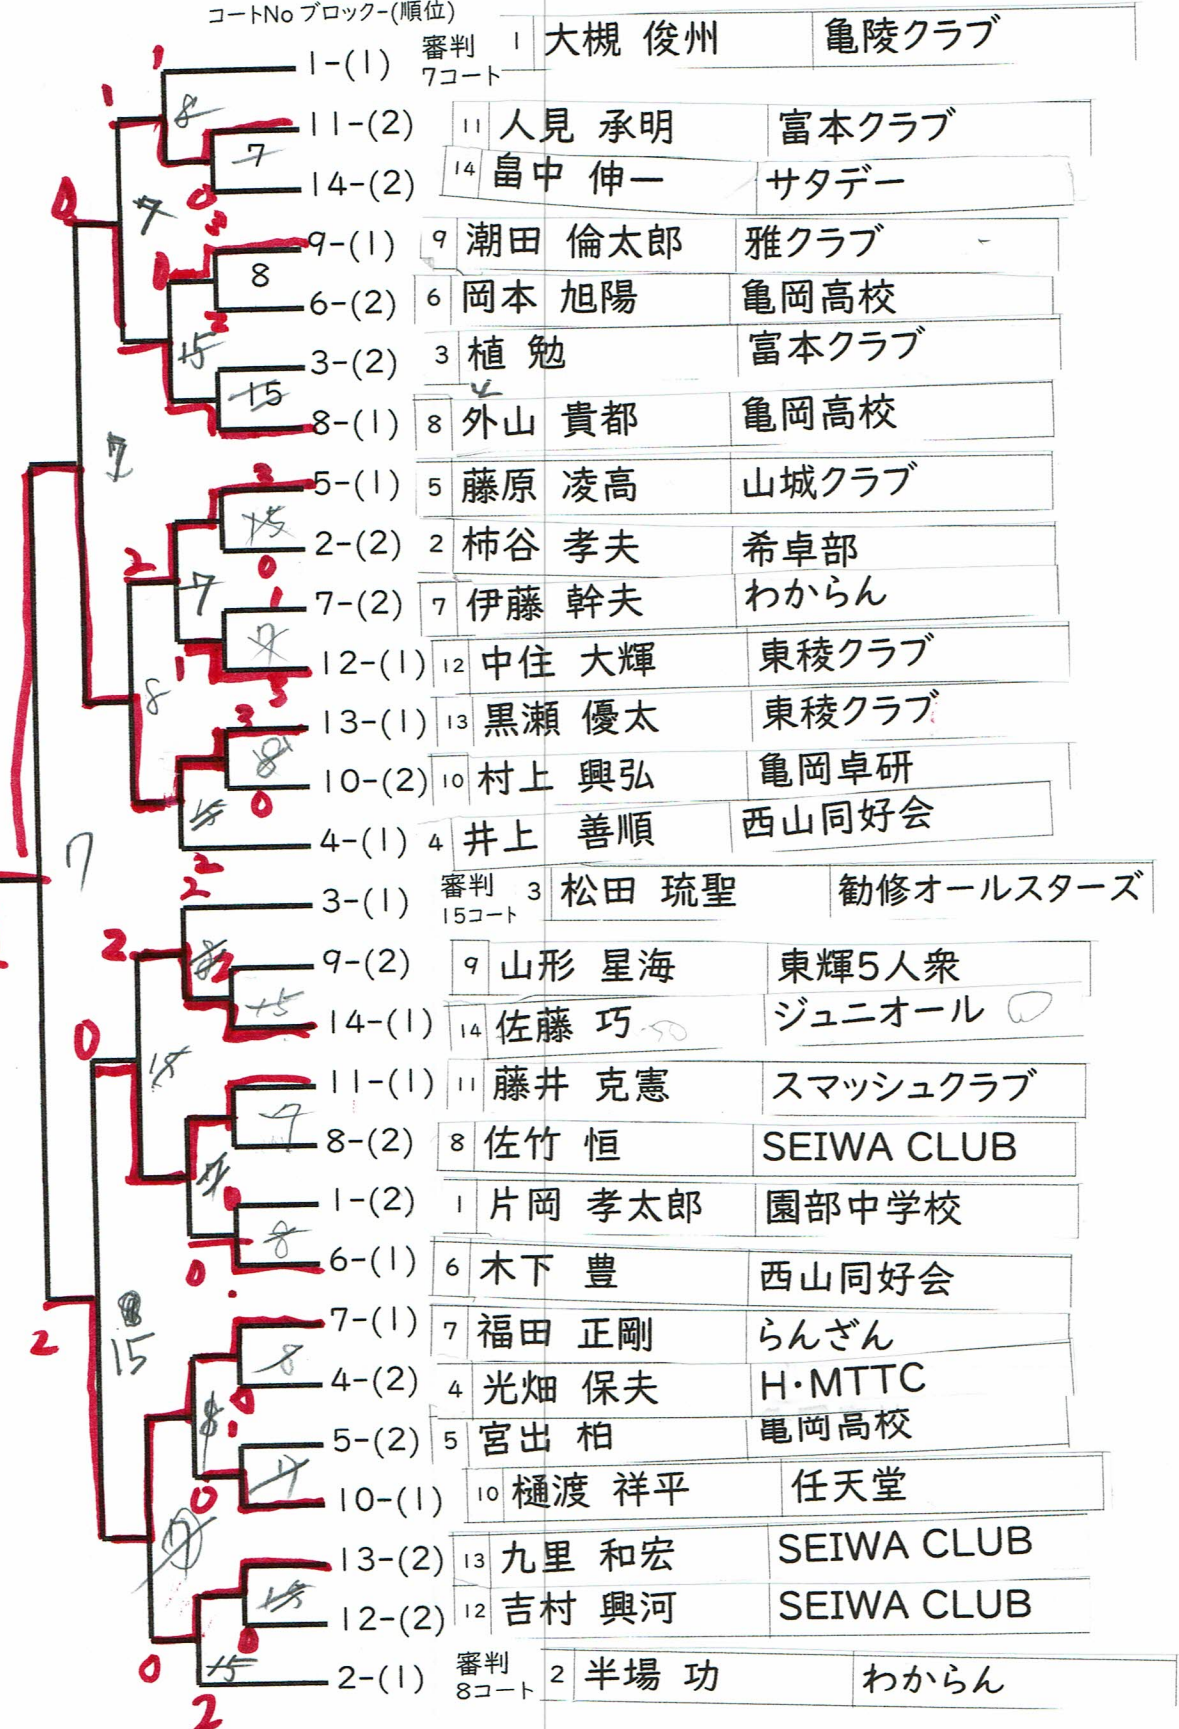 コートNo ブロックー(順位)
1-(1) 審判 7コート 1 大槻 俊州 亀陵クラブ
11-(2) 11 人見 承明 富本クラブ
14-(2) 14 畠中 伸一 サタデー
9-(1) 9 潮田 倫太郎 雅クラブ
6-(2) 6 岡本 旭陽 亀岡高校
3-(2) 3 植 勉 富本クラブ
8-(1) 8 外山 貴都 亀岡高校
5-(1) 5 藤原 凌高 山城クラブ
2-(2) 2 柿谷 孝夫 希卓部
7-(2) 7 伊藤 幹夫 わからん
12-(1) 12 中住 大輝 東稜クラブ
13-(1) 13 黒瀬 優太 東稜クラブ
10-(2) 10 村上 興弘 亀岡卓研
4-(1) 4 井上 善順 西山同好会
3-(1) 審判 15コート 3 松田 琉聖 勧修オールスターズ
9-(2) 9 山形 星海 東輝5人衆
14-(1) 14 佐藤 巧 ジュニオール
11-(1) 11 藤井 克憲 スマッシュクラブ
8-(2) 8 佐竹 恒 SEIWA CLUB
1-(2) 1 片岡 孝太郎 園部中学校
6-(1) 6 木下 豊 西山同好会
7-(1) 7 福田 正剛 らんざん
4-(2) 4 光畑 保夫 H・MTTC
5-(2) 5 宮出 柏 亀岡高校
10-(1) 10 樋渡 祥平 任天堂
13-(2) 13 九里 和宏 SEIWA CLUB
12-(2) 12 吉村 興河 SEIWA CLUB
2-(1) 審判 8コート 2 半場 功 わからん